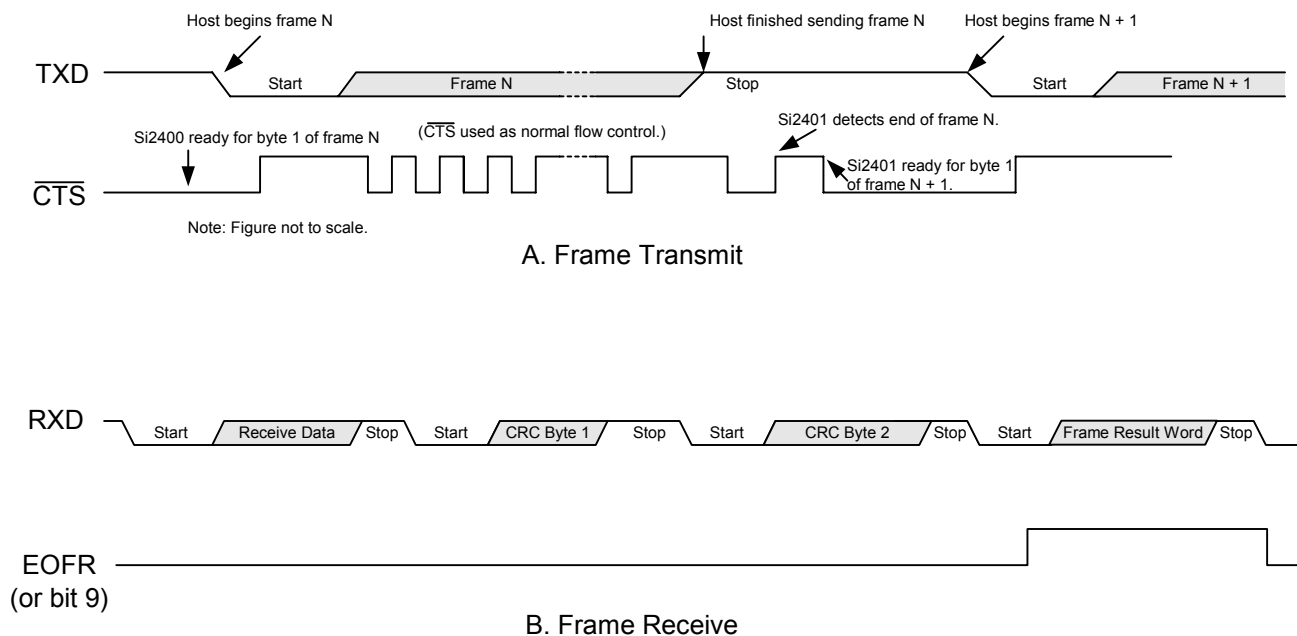 Host begins frame N
Host finished sending frame N
Host begins frame N + 1
TXD
Start
Frame N
Stop
Start
Frame N + 1
Si2400 ready for byte 1 of frame N
(CTS used as normal flow control.)
Si2401 detects end of frame N.
Si2401 ready for byte 1
of frame N + 1.
CTS
Note: Figure not to scale.
A. Frame Transmit
RXD
Start
Receive Data
Stop
Start
CRC Byte 1
Stop
Start
CRC Byte 2
Stop
Start
Frame Result Word
Stop
EOFR
(or bit 9)
B. Frame Receive